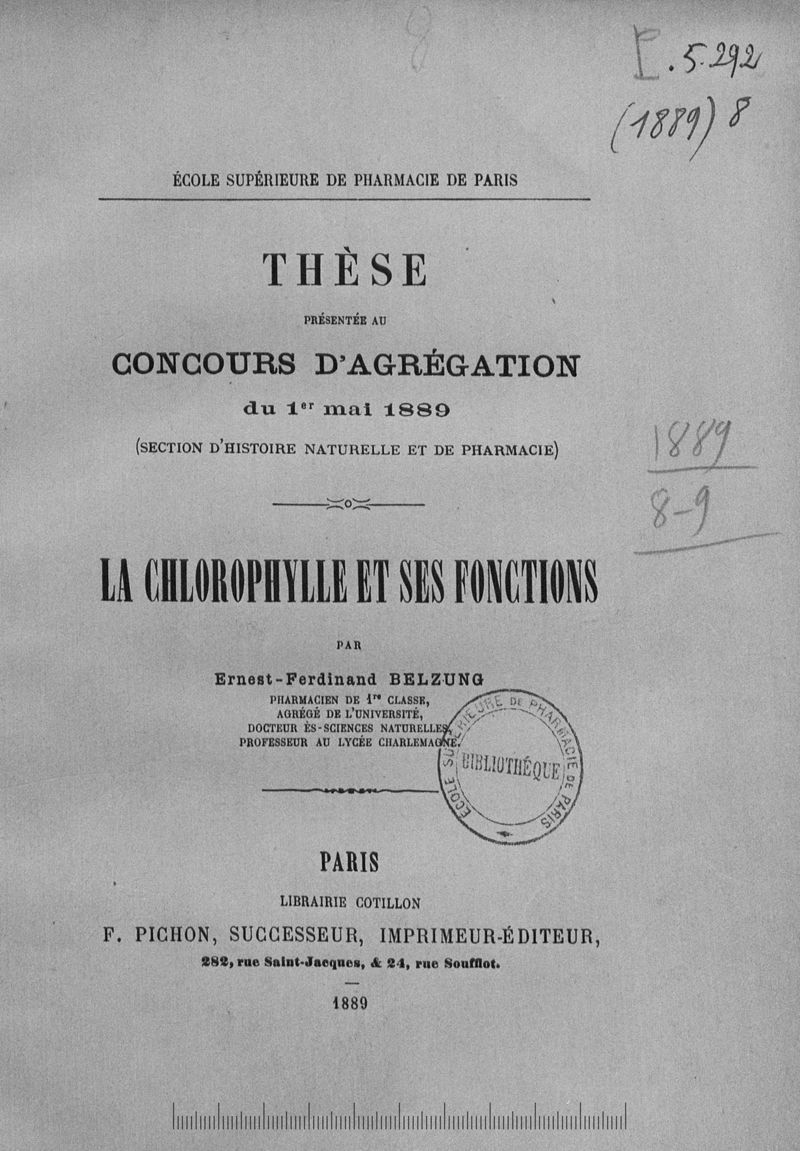 .5.292
(1889) 8
ÉCOLE SUPÉRIEURE DE PHARMACIE DE PARIS
THÈSE
PRÉSENTÉE AU
CONCOURS D'AGRÉGATION
du 1er mai 1889
(SECTION D'HISTOIRE NATURELLE ET DE PHARMACIE)
1889
8-9
LA CHLOROPHYLLE ET SES FONCTIONS
PAR
Ernest-Ferdinand BELZUNG
PHARMACIEN DE 1re CLASSE,
AGRÉGÉ DE L'UNIVERSITÉ,
DOCTEUR ÈS-SCIENCES NATURELLES,
PROFESSEUR AU LYCÉE CHARLEMAGNE.
ÉCOLE SUPÉRIEURE DE PHARMACIE DE PARIS
BIBLIOTHÉQUE
PARIS
LIBRAIRIE COTILLON
F. PICHON, SUCCESSEUR, IMPRIMEUR-ÉDITEUR,
282, rue Saint-Jacques, & 24, rue Soufflot.
1889